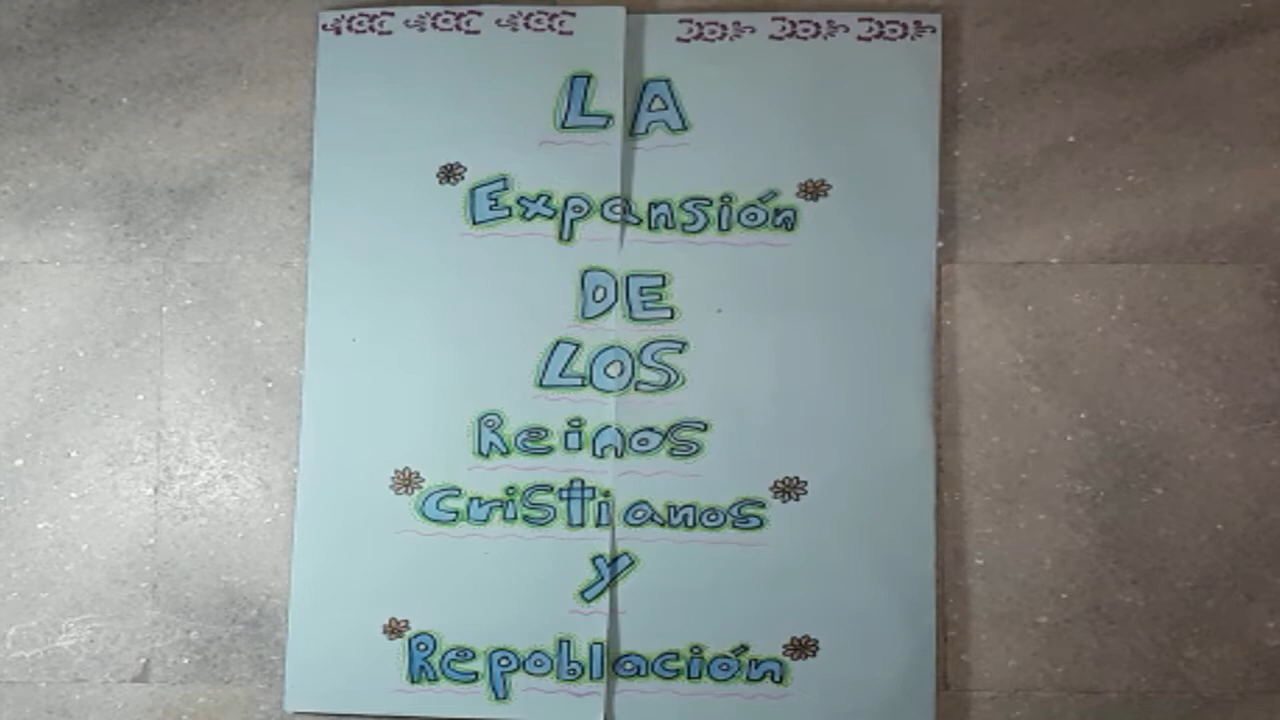 LA
Expansión
DE
LOS
Reinos
Cristianos
y
Repoblación